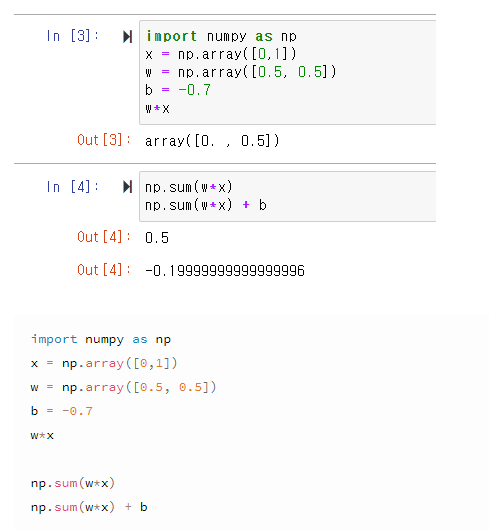 In [3]: import numpy as np
x = np.array([0,1])
w = np.array([0.5, 0.5])
b = -0.7
w*x
Out[3]: array([0. , 0.5])
In [4]: np.sum(w*x)
np.sum(w*x) + b
Out[4]: 0.5
Out[4]: -0.19999999999999996
import numpy as np
x = np.array([0,1])
w = np.array([0.5, 0.5])
b = -0.7
w*x
np.sum(w*x)
np.sum(w*x) + b